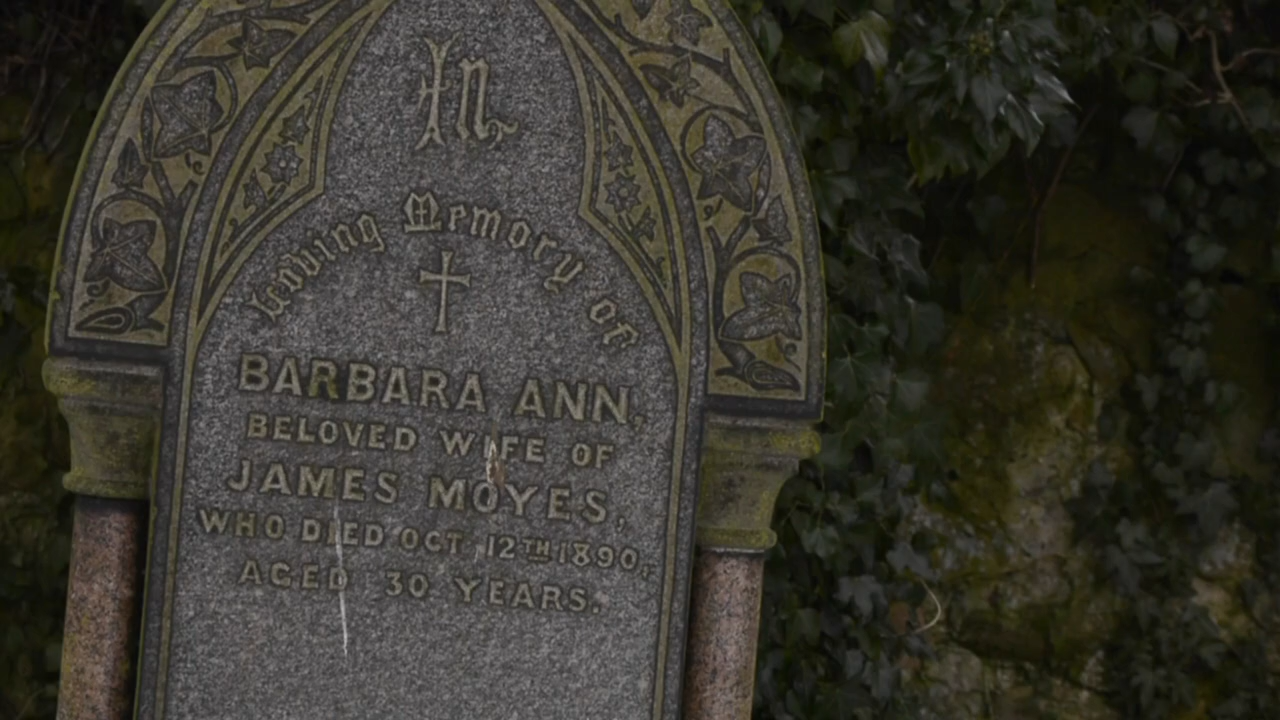 In
Loving Memory of
BARBARA ANN,
BELOVED WIFE OF
JAMES MOYES,
WHO DIED OCT. 12TH 1890,
AGED 30 YEARS.